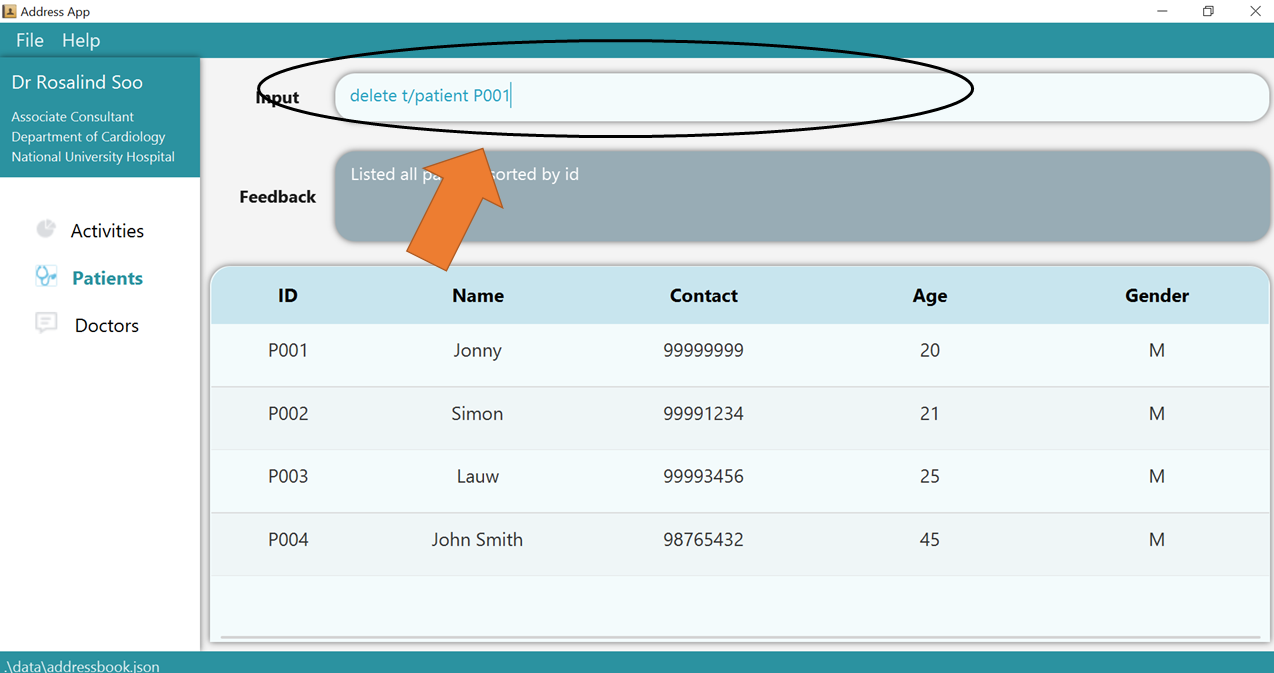 Address App
File Help
Dr Rosalind Soo
Associate Consultant
Department of Cardiology
National University Hospital
Activities
Patients
Doctors
Input
delete t/patient P001
Feedback
Listed all sorted by id
ID Name Contact Age Gender
P001 Jonny 99999999 20 M
P002 Simon 99991234 21 M
P003 Lauw 99993456 25 M
P004 John Smith 98765432 45 M
.\data\addressbook.json